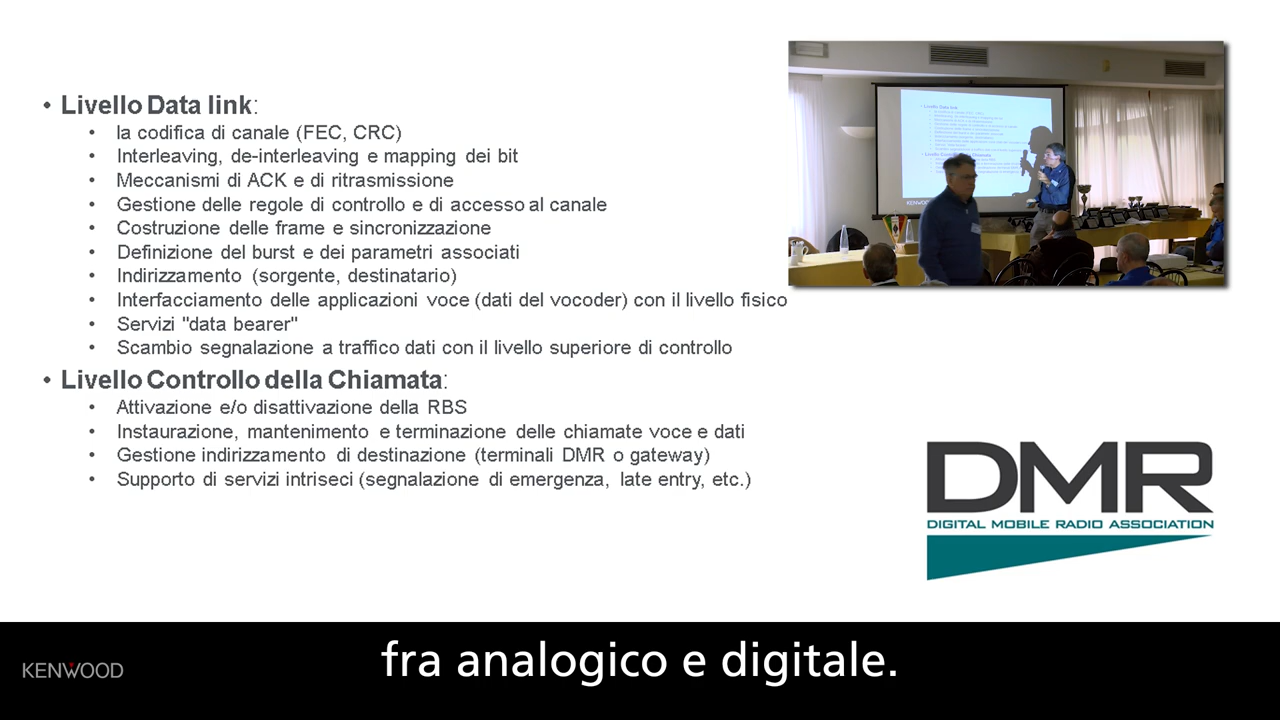 • Livello Data link:
• la codifica di canale (FEC, CRC)
• Interleaving, de-interleaving e mapping dei bit
• Meccanismi di ACK e di ritrasmissione
• Gestione delle regole di controllo e di accesso al canale
• Costruzione delle frame e sincronizzazione
• Definizione del burst e dei parametri associati
• Indirizzamento (sorgente, destinatario)
• Interfacciamento delle applicazioni voce (dati del vocoder) con il livello fisico
• Servizi "data bearer"
• Scambio segnalazione a traffico dati con il livello superiore di controllo
• Livello Controllo della Chiamata:
• Attivazione e/o disattivazione della RBS
• Instaurazione, mantenimento e terminazione delle chiamate voce e dati
• Gestione indirizzamento di destinazione (terminali DMR o gateway)
• Supporto di servizi intriseci (segnalazione di emergenza, late entry, etc.)
DMR
DIGITAL MOBILE RADIO ASSOCIATION
fra analogico e digitale.
KENWOOD